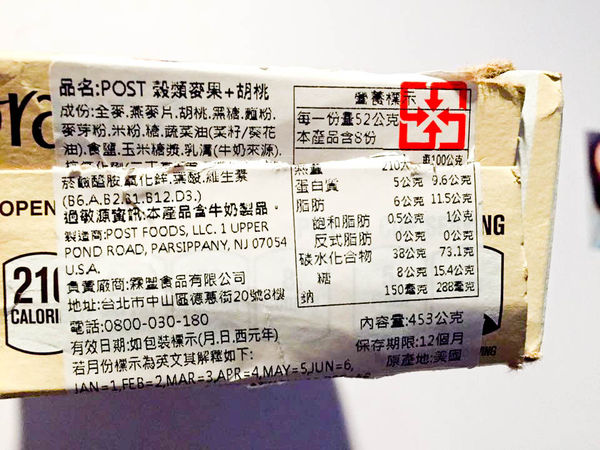 品名:POST 穀類麥果+胡桃
成份:全麥,燕麥片,胡桃,黑糖,麵粉,
麥芽粉,米粉,糖,蔬菜油(菜籽/葵花
油),食鹽,玉米糖漿,乳清(牛奶來源),
菸鹼醯胺,氧化鋅,葉酸,維生素
(B6.A.B2.B1.B12.D3.)
過敏原資訊:本產品含牛奶製品。
製造商:POST FOODS, LLC. 1 UPPER
POND ROAD, PARSIPPANY, NJ 07054
U.S.A.
負責廠商:霖盟食品有限公司
地址:台北市中山區德惠街20號8樓
電話:0800-030-180
有效日期:如包裝標示(月.日.西元年)
若月份標示為英文其解釋如下:
JAN=1,FEB=2,MAR=3,APR=4,MAY=5,JUN=6,
營養標示
每一份量52公克
本產品含8份
每100公克
熱量 210大
蛋白質 5公克 9.6公克
脂肪 6公克 11.5公克
飽和脂肪 0.5公克 1公克
反式脂肪 0公克 0公克
碳水化合物 38公克 73.1公克
糖 8公克 15.4公克
鈉 150毫克 288毫克
內容量:453公克
保存期限:12個月
原產地:美國
OPEN
210
CALORI
NG
ING